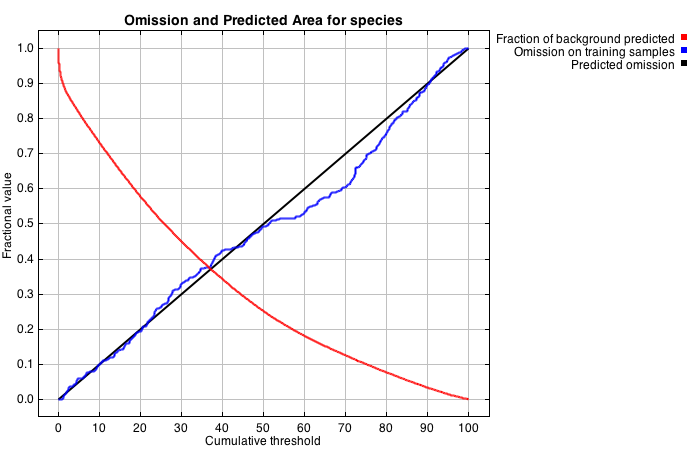 Omission and Predicted Area for species
Fraction of background predicted
Omission on training samples
Predicted omission
Fractional value
1.0
0.9
0.8
0.7
0.6
0.5
0.4
0.3
0.2
0.1
0.0
0 10 20 30 40 50 60 70 80 90 100
Cumulative threshold